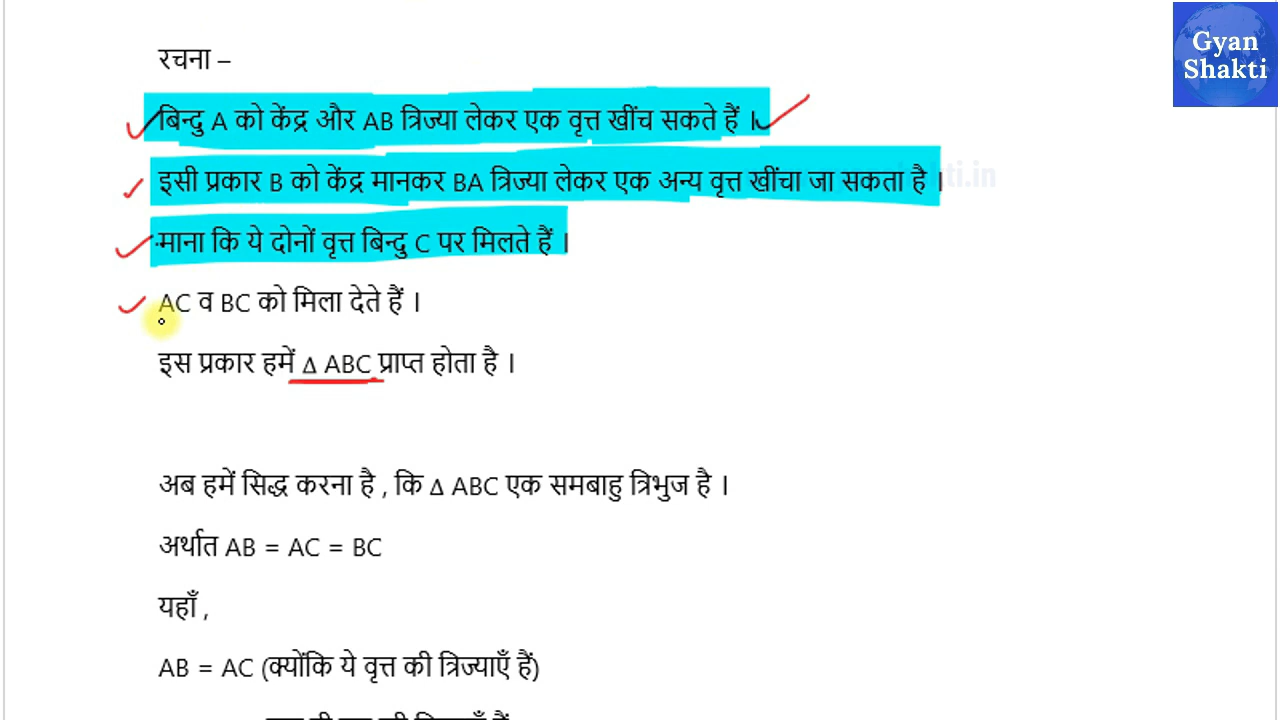 Gyan
Shakti
रचना –
बिन्दु A को केंद्र और AB त्रिज्या लेकर एक वृत्त खींच सकते हैं ।
इसी प्रकार B को केंद्र मानकर BA त्रिज्या लेकर एक अन्य वृत्त खींचा जा सकता है ।
माना कि ये दोनों वृत्त बिन्दु C पर मिलते हैं ।
AC व BC को मिला देते हैं ।
इस प्रकार हमें Δ ABC प्राप्त होता है ।
अब हमें सिद्ध करना है , कि Δ ABC एक समबाहु त्रिभुज है ।
अर्थात AB = AC = BC
यहाँ ,
AB = AC (क्योंकि ये वृत्त की त्रिज्याएँ हैं)